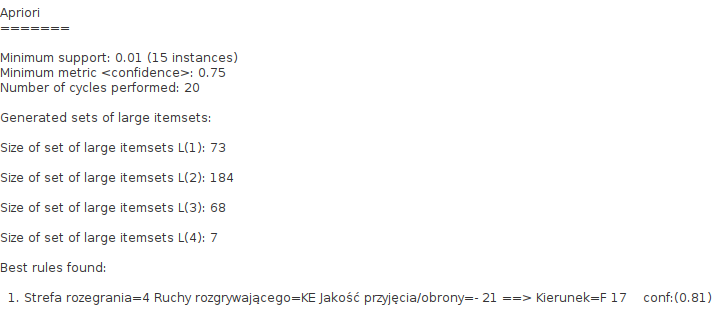 Apriori
=======
Minimum support: 0.01 (15 instances)
Minimum metric <confidence>: 0.75
Number of cycles performed: 20
Generated sets of large itemsets:
Size of set of large itemsets L(1): 73
Size of set of large itemsets L(2): 184
Size of set of large itemsets L(3): 68
Size of set of large itemsets L(4): 7
Best rules found:
1. Strefa rozegrania=4 Ruchy rozgrywającego=KE Jakość przyjęcia/obrony=- 21 ==> Kierunek=F 17 conf:(0.81)